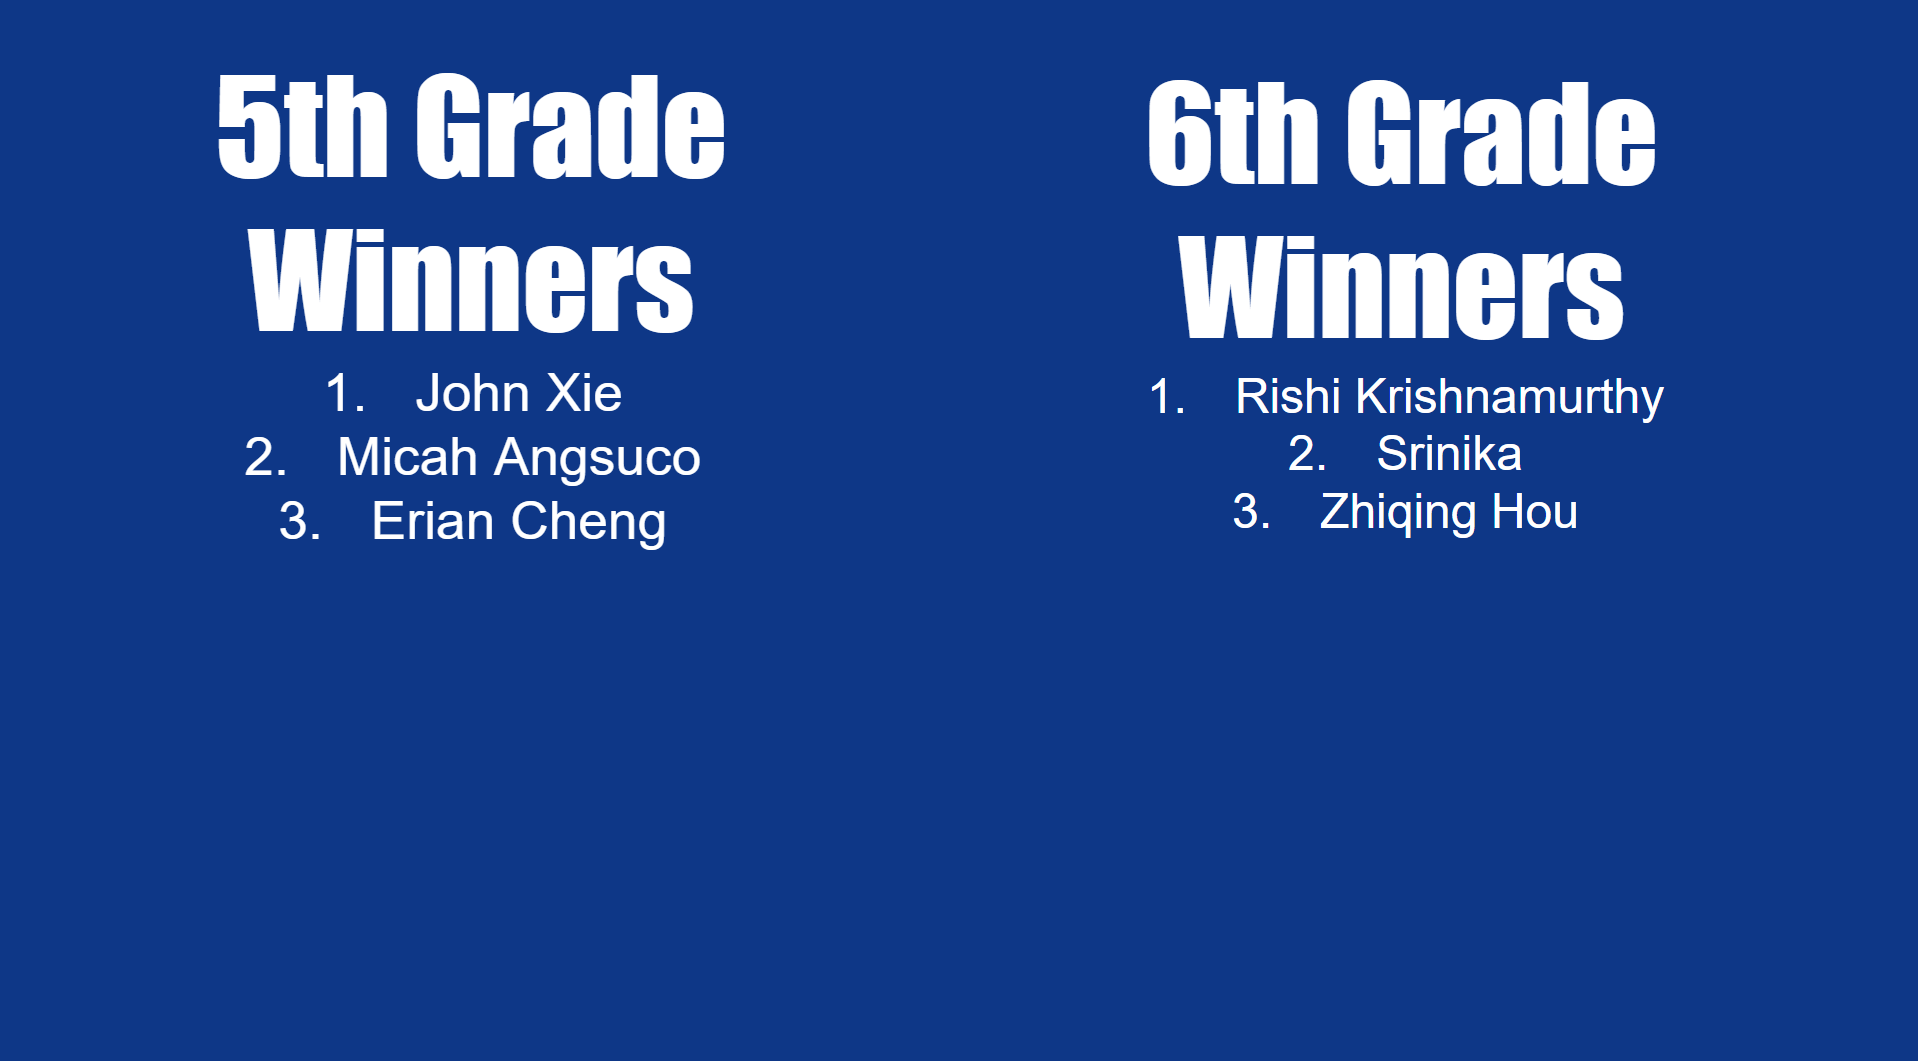 5th Grade
Winners
1. John Xie
2. Micah Angsuco
3. Erian Cheng
6th Grade
Winners
1. Rishi Krishnamurthy
2. Srinika
3. Zhiqing Hou